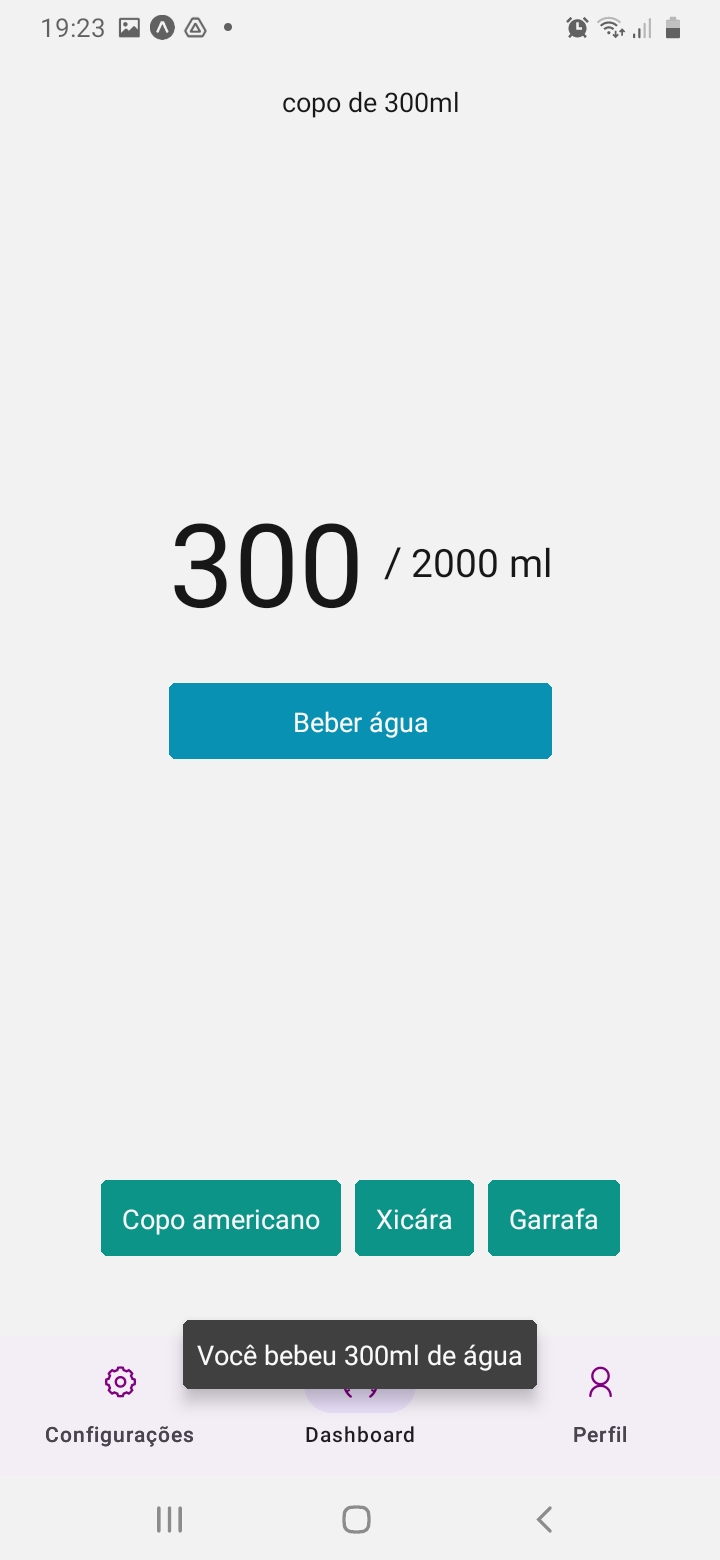 19:23
copo de 300ml
300 / 2000 ml
Beber água
Copo americano Xicára Garrafa
Você bebeu 300ml de água
Configurações Dashboard Perfil